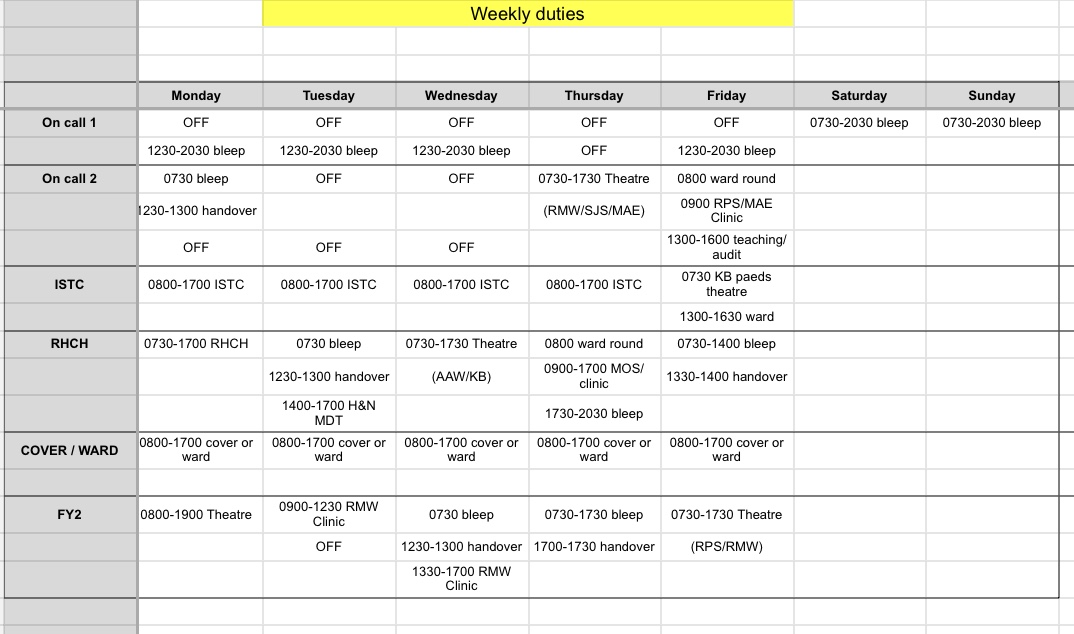 Weekly duties
Monday Tuesday Wednesday Thursday Friday Saturday Sunday
On call 1 OFF OFF OFF OFF OFF 0730-2030 bleep 0730-2030 bleep
1230-2030 bleep 1230-2030 bleep 1230-2030 bleep OFF 1230-2030 bleep
On call 2 0730 bleep OFF OFF 0730-1730 Theatre 0800 ward round
1230-1300 handover (RMW/SJS/MAE) 0900 RPS/MAE
Clinic
OFF OFF OFF 1300-1600 teaching/
audit
ISTC 0800-1700 ISTC 0800-1700 ISTC 0800-1700 ISTC 0800-1700 ISTC 0730 KB paeds
theatre
1300-1630 ward
RHCH 0730-1700 RHCH 0730 bleep 0730-1730 Theatre 0800 ward round 0730-1400 bleep
1230-1300 handover (AAW/KB) 0900-1700 MOS/
clinic 1330-1400 handover
1400-1700 H&N
MDT 1730-2030 bleep
COVER / WARD 0800-1700 cover or
ward 0800-1700 cover or
ward 0800-1700 cover or
ward 0800-1700 cover or
ward 0800-1700 cover or
ward
FY2 0800-1900 Theatre 0900-1230 RMW
Clinic 0730 bleep 0730-1730 bleep 0730-1730 Theatre
OFF 1230-1300 handover 1700-1730 handover (RPS/RMW)
1330-1700 RMW
Clinic